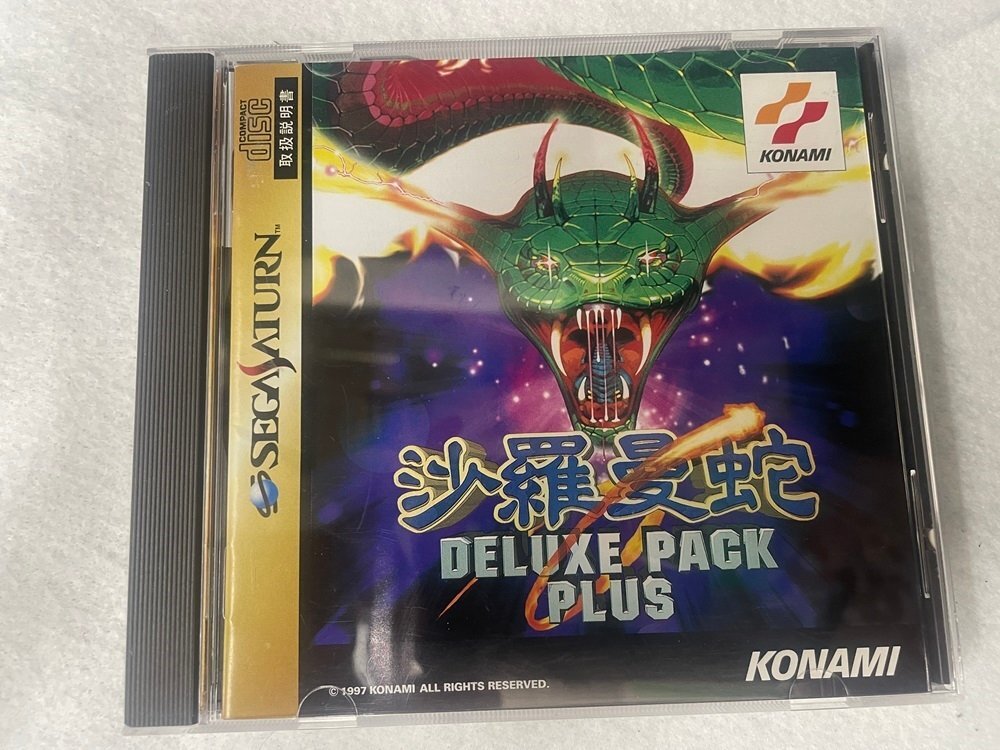 COMPACT
disc
取扱説明書
SEGA SATURN™
KONAMI
沙羅曼蛇
DELUXE PACK
PLUS
KONAMI
© 1997 KONAMI ALL RIGHTS RESERVED.